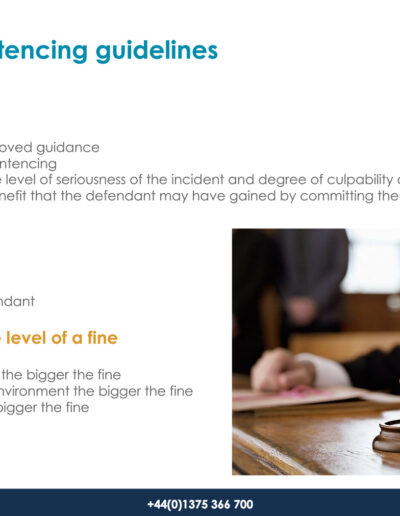 tencing guidelines
oved guidance
ntencing
level of seriousness of the incident and degree of culpability
nefit that the defendant may have gained by committing the
ndant
level of a fine
the bigger the fine
nvironment the bigger the fine
bigger the fine
+44(0)1375 366 700